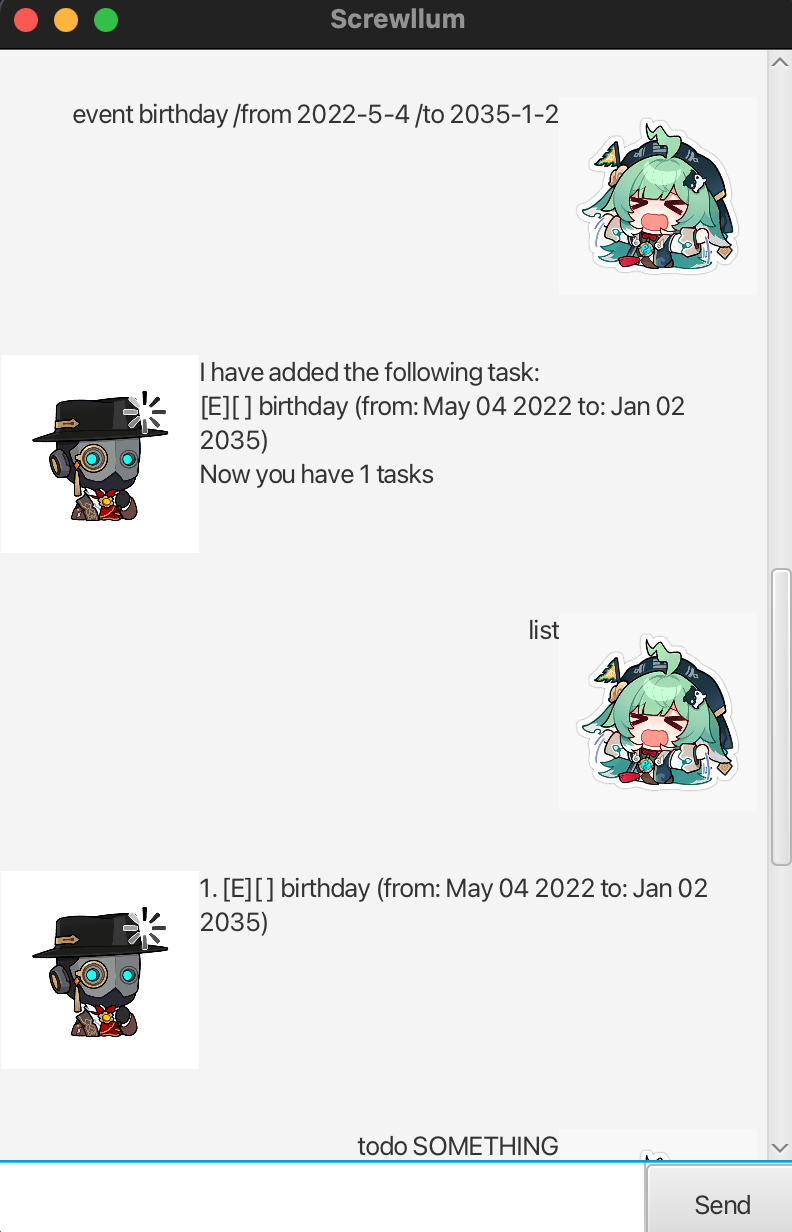 Screwllum
event birthday /from 2022-5-4 /to 2035-1-2
I have added the following task:
[E][ ] birthday (from: May 04 2022 to: Jan 02
2035)
Now you have 1 tasks
list
1. [E][ ] birthday (from: May 04 2022 to: Jan 02
2035)
todo SOMETHING
Send